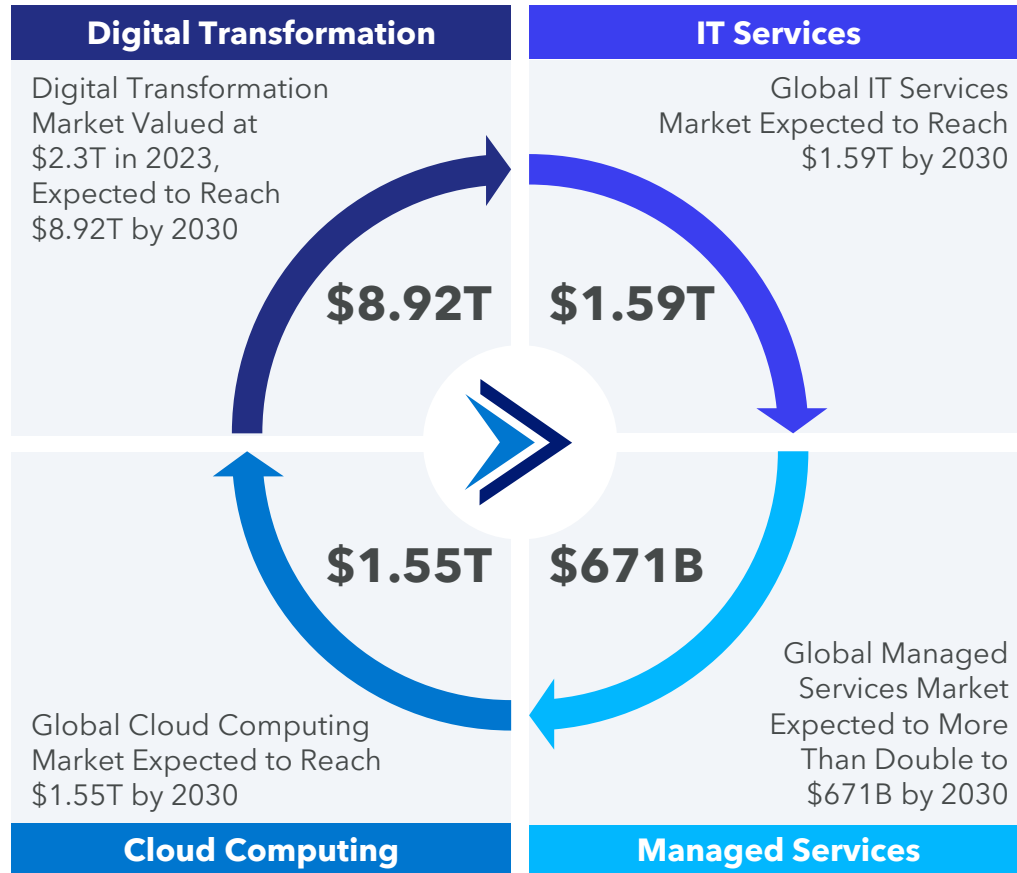 Digital Transformation
Digital Transformation
Market Valued at
$2.3T in 2023,
Expected to Reach
$8.92T by 2030
$8.92T
IT Services
Global IT Services
Market Expected to Reach
$1.59T by 2030
$1.59T
$1.55T
Global Cloud Computing
Market Expected to Reach
$1.55T by 2030
Cloud Computing
$671B
Global Managed
Services Market
Expected to More
Than Double to
$671B by 2030
Managed Services